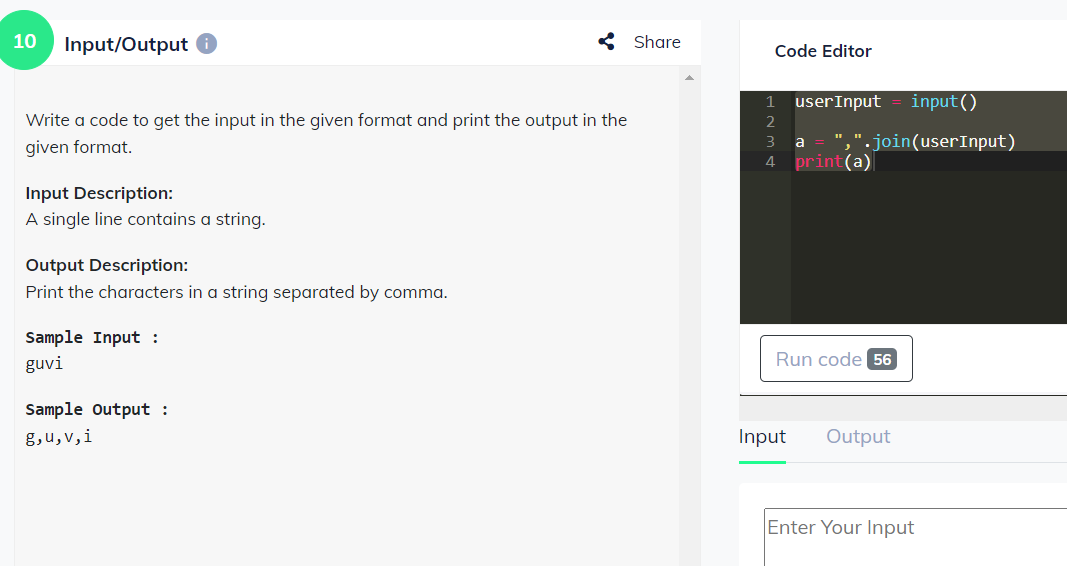 10
Input/Output i
Share
Write a code to get the input in the given format and print the output in the
given format.
Input Description:
A single line contains a string.
Output Description:
Print the characters in a string separated by comma.
Sample Input :
guvi
Sample Output :
g,u,v,i
Code Editor
1 userInput = input()
2
3 a = ",".join(userInput)
4 print(a)
Run code 56
Input Output
Enter Your Input